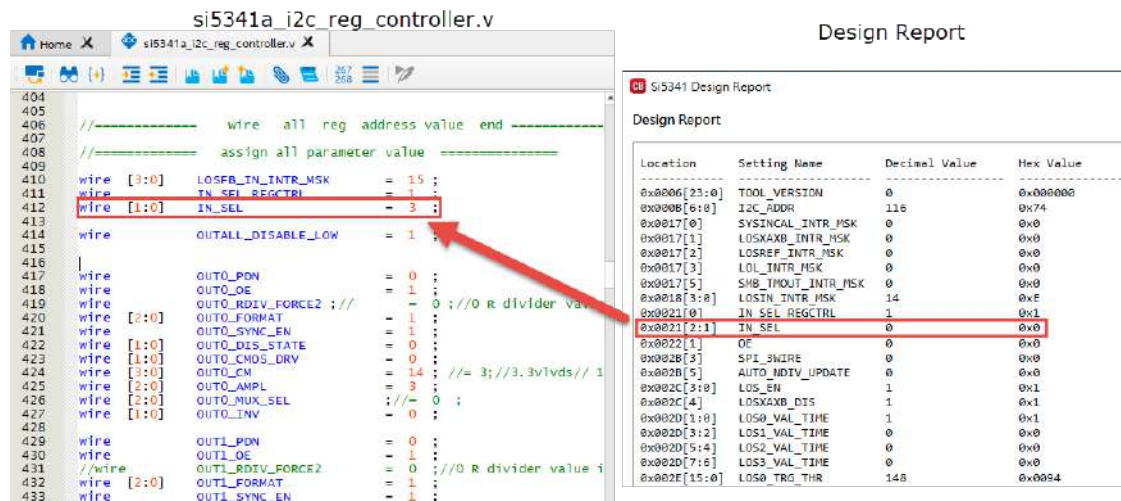 si5341a_i2c_reg_controller.v
Design Report
Home X si5341a_i2c_reg_controller.v X
267
268
404
405
406 //============= wire all reg address value end ============
407
408 //============= assign all parameter value ===============
409
410 wire [3:0] LOSFB_IN_INTR_MSK = 15 ;
411 wire IN_SEL_REGCTRL = 1 ;
412 wire [1:0] IN_SEL = 3 ;
413
414 wire OUTALL_DISABLE_LOW = 1 ;
415
416
417 wire OUT0_PDN = 0 ;
418 wire OUT0_OE = 1 ;
419 wire OUT0_RDIV_FORCE2 ;// = 0 ;//0 R divider valu
420 wire [2:0] OUT0_FORMAT = 1 ;
421 wire OUT0_SYNC_EN = 1 ;
422 wire [1:0] OUT0_DIS_STATE = 0 ;
423 wire [1:0] OUT0_CMOS_DRV = 0 ;
424 wire [3:0] OUT0_CM = 14 ; //= 3;//3.3vlvds// 1
425 wire [2:0] OUT0_AMPL = 3 ;
426 wire [2:0] OUT0_MUX_SEL ;//= 0 ;
427 wire [1:0] OUT0_INV = 0 ;
428
429 wire OUT1_PDN = 0 ;
430 wire OUT1_OE = 1 ;
431 //wire OUT1_RDIV_FORCE2 = 0 ;//0 R divider value i
432 wire [2:0] OUT1_FORMAT = 1 ;
433 wire OUT1_SYNC_EN = 1 ;
CB Si5341 Design Report
Design Report
Location Setting Name Decimal Value Hex Value
0x0006[23:0] TOOL_VERSION 0 0x000000
0x000B[6:0] I2C_ADDR 116 0x74
0x0017[0] SYSINCAL_INTR_MSK 0 0x0
0x0017[1] LOSXAXB_INTR_MSK 0 0x0
0x0017[2] LOSREF_INTR_MSK 0 0x0
0x0017[3] LOL_INTR_MSK 0 0x0
0x0017[5] SMB_TMOUT_INTR_MSK 0 0x0
0x0018[3:0] LOSIN_INTR_MSK 14 0xE
0x0021[0] IN_SEL_REGCTRL 1 0x1
0x0021[2:1] IN_SEL 0 0x0
0x0022[1] OE 0 0x0
0x002B[3] SPI_3WIRE 0 0x0
0x002B[5] AUTO_NDIV_UPDATE 0 0x0
0x002C[3:0] LOS_EN 1 0x1
0x002C[4] LOSXAXB_DIS 1 0x1
0x002D[1:0] LOS0_VAL_TIME 1 0x1
0x002D[3:2] LOS1_VAL_TIME 0 0x0
0x002D[5:4] LOS2_VAL_TIME 0 0x0
0x002D[7:6] LOS3_VAL_TIME 0 0x0
0x002E[15:0] LOS0_TRG_THR 148 0x0094